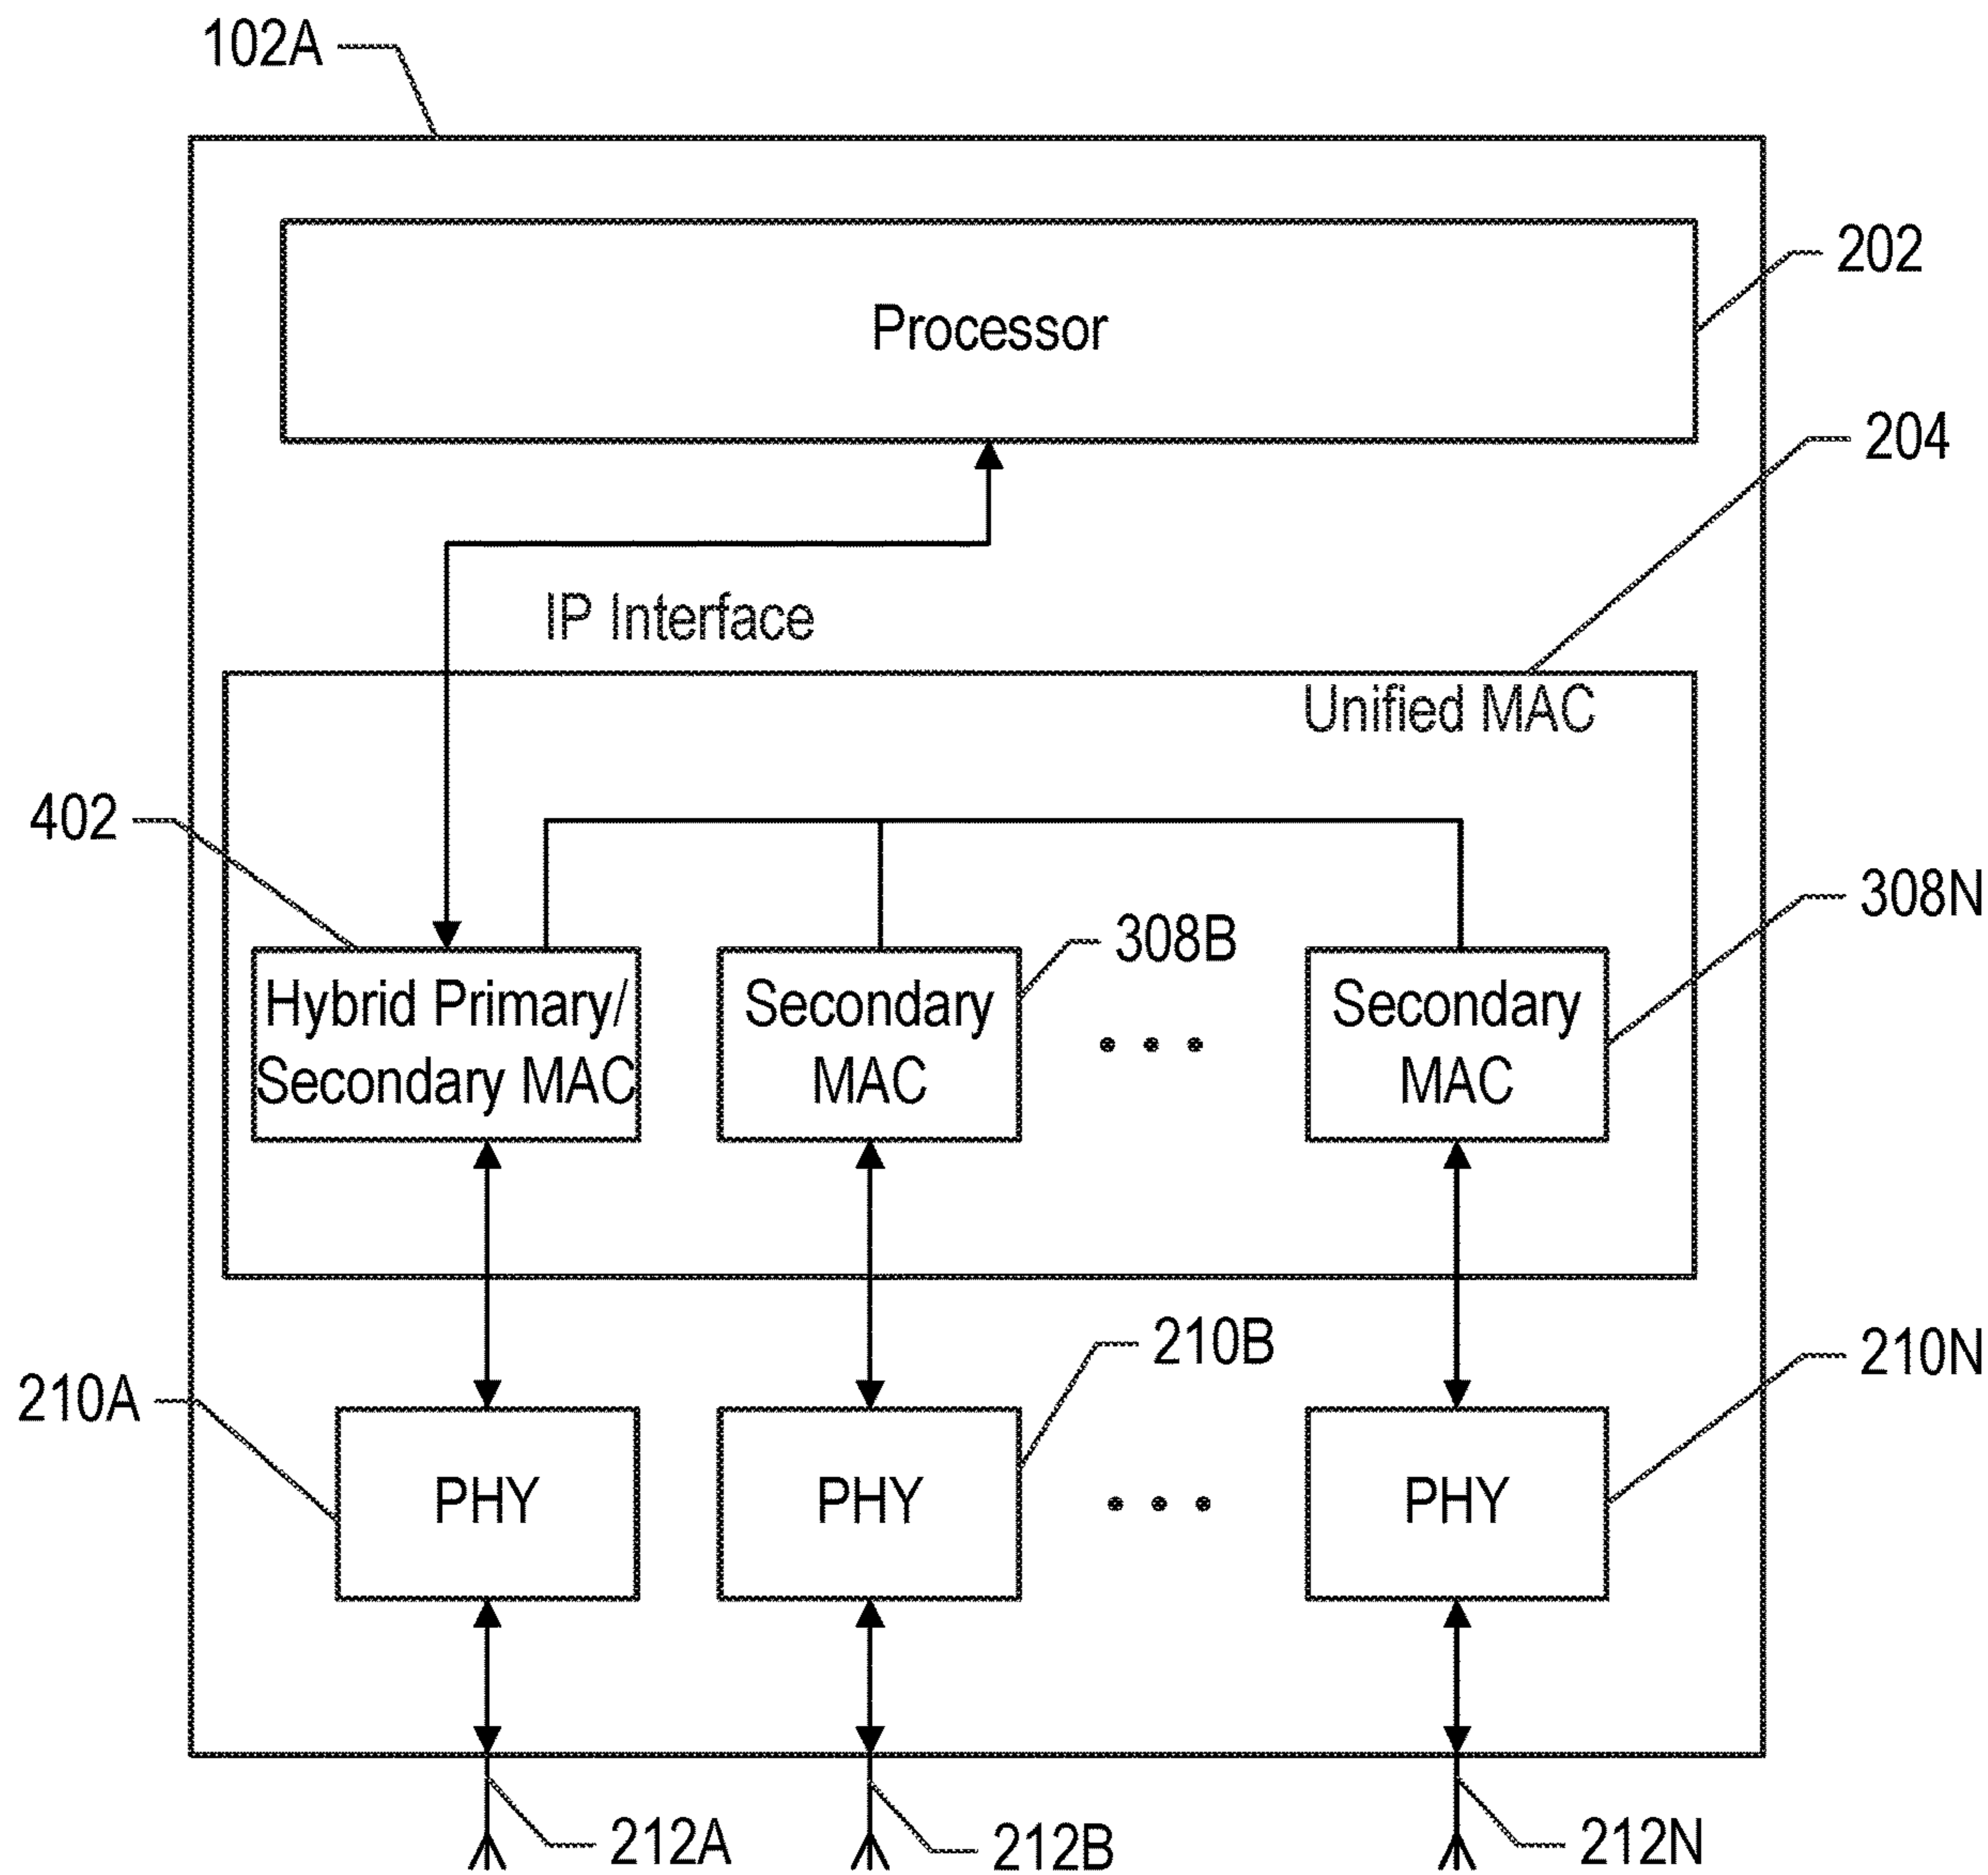 102A
202
Processor
204
IP Interface
Unified MAC
402
308N
308B
Hybrid Primary/
Secondary MAC
Secondary
MAC
Secondary
MAC
210B
210N
210A
PHY
PHY
PHY
212A
212B
212N